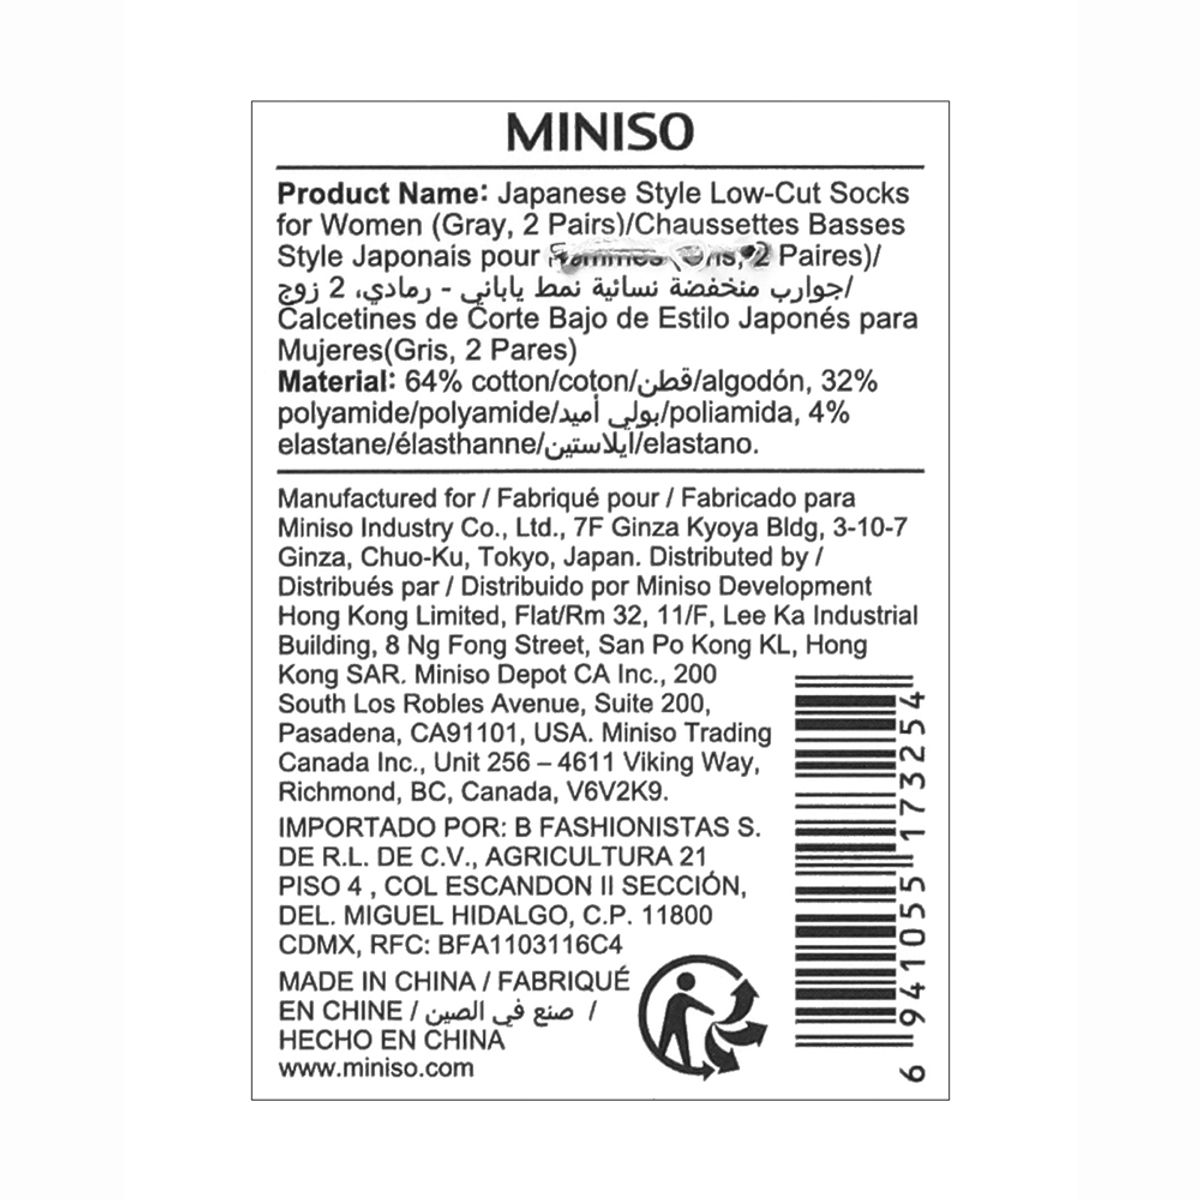 MINISO
Product Name: Japanese Style Low-Cut Socks
for Women (Gray, 2 Pairs)/Chaussettes Basses
Style Japonais pour Femmes (Gris, 2 Paires)/
جوارب منخفضة نسائية نمط ياباني - رمادي، 2 زوج/
Calcetines de Corte Bajo de Estilo Japonés para
Mujeres(Gris, 2 Pares)
Material: 64% cotton/coton/قطن/algodón, 32%
polyamide/polyamide/بولي أميد/poliamida, 4%
elastane/élasthanne/ايلاستين/elastano.
Manufactured for / Fabriqué pour / Fabricado para
Miniso Industry Co., Ltd., 7F Ginza Kyoya Bldg, 3-10-7
Ginza, Chuo-Ku, Tokyo, Japan. Distributed by /
Distribués par / Distribuido por Miniso Development
Hong Kong Limited, Flat/Rm 32, 11/F, Lee Ka Industrial
Building, 8 Ng Fong Street, San Po Kong KL, Hong
Kong SAR. Miniso Depot CA Inc., 200
South Los Robles Avenue, Suite 200,
Pasadena, CA91101, USA. Miniso Trading
Canada Inc., Unit 256 – 4611 Viking Way,
Richmond, BC, Canada, V6V2K9.
IMPORTADO POR: B FASHIONISTAS S.
DE R.L. DE C.V., AGRICULTURA 21
PISO 4 , COL ESCANDON II SECCIÓN,
DEL. MIGUEL HIDALGO, C.P. 11800
CDMX, RFC: BFA1103116C4
MADE IN CHINA / FABRIQUÉ
EN CHINE / صنع في الصين /
HECHO EN CHINA
www.miniso.com
6 941055 173254